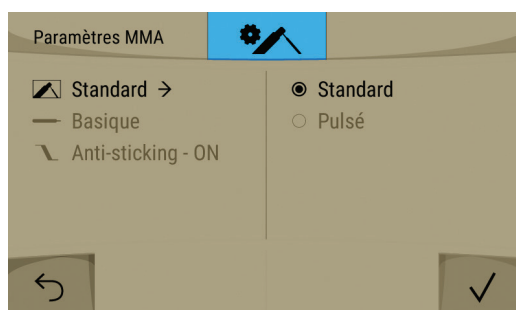 Paramètres MMA
Standard →
Basique
Anti-sticking - ON
Standard
Pulsé